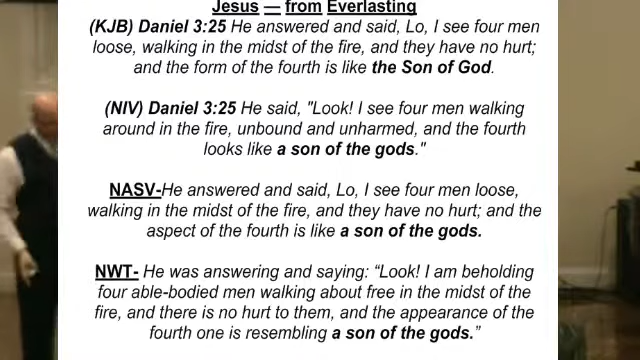 Jesus — from Everlasting
(KJB) Daniel 3:25 He answered and said, Lo, I see four men
loose, walking in the midst of the fire, and they have no hurt;
and the form of the fourth is like the Son of God.
(NIV) Daniel 3:25 He said, "Look! I see four men walking
around in the fire, unbound and unharmed, and the fourth
looks like a son of the gods."
NASV-He answered and said, Lo, I see four men loose,
walking in the midst of the fire, and they have no hurt; and the
aspect of the fourth is like a son of the gods.
NWT- He was answering and saying: “Look! I am beholding
four able-bodied men walking about free in the midst of the
fire, and there is no hurt to them, and the appearance of the
fourth one is resembling a son of the gods.”